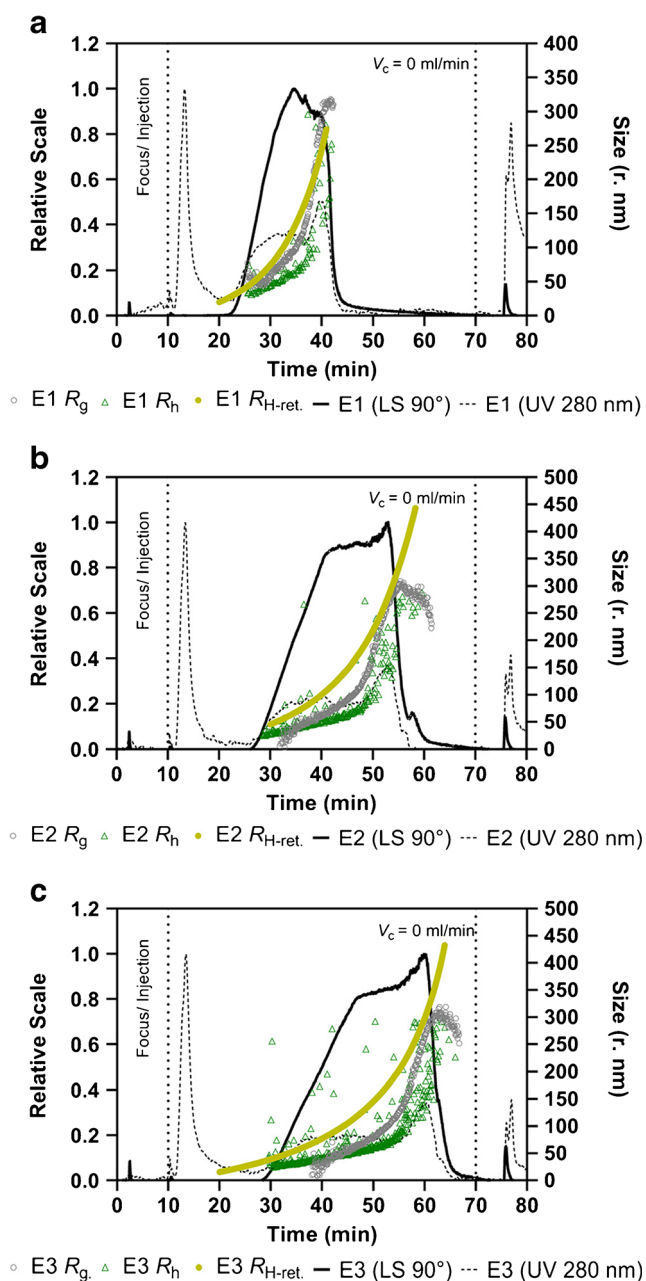 a
1.2
1.0
0.8
0.6
0.4
0.2
0.0
Relative Scale
Focus/ Injection
Vc = 0 ml/min
400
350
300
250
200
150
100
50
0
Size (r. nm)
0 10 20 30 40 50 60 70 80
Time (min)
E1 Rg E1 Rh E1 RH-ret. E1 (LS 90°) E1 (UV 280 nm)
b
1.2
1.0
0.8
0.6
0.4
0.2
0.0
Relative Scale
Focus/ Injection
Vc = 0 ml/min
500
450
400
350
300
250
200
150
100
50
0
Size (r. nm)
0 10 20 30 40 50 60 70 80
Time (min)
E2 Rg E2 Rh E2 RH-ret. E2 (LS 90°) E2 (UV 280 nm)
c
1.2
1.0
0.8
0.6
0.4
0.2
0.0
Relative Scale
Focus/ Injection
Vc = 0 ml/min
500
450
400
350
300
250
200
150
100
50
0
Size (r. nm)
0 10 20 30 40 50 60 70 80
Time (min)
E3 Rg. E3 Rh E3 RH-ret. E3 (LS 90°) E3 (UV 280 nm)